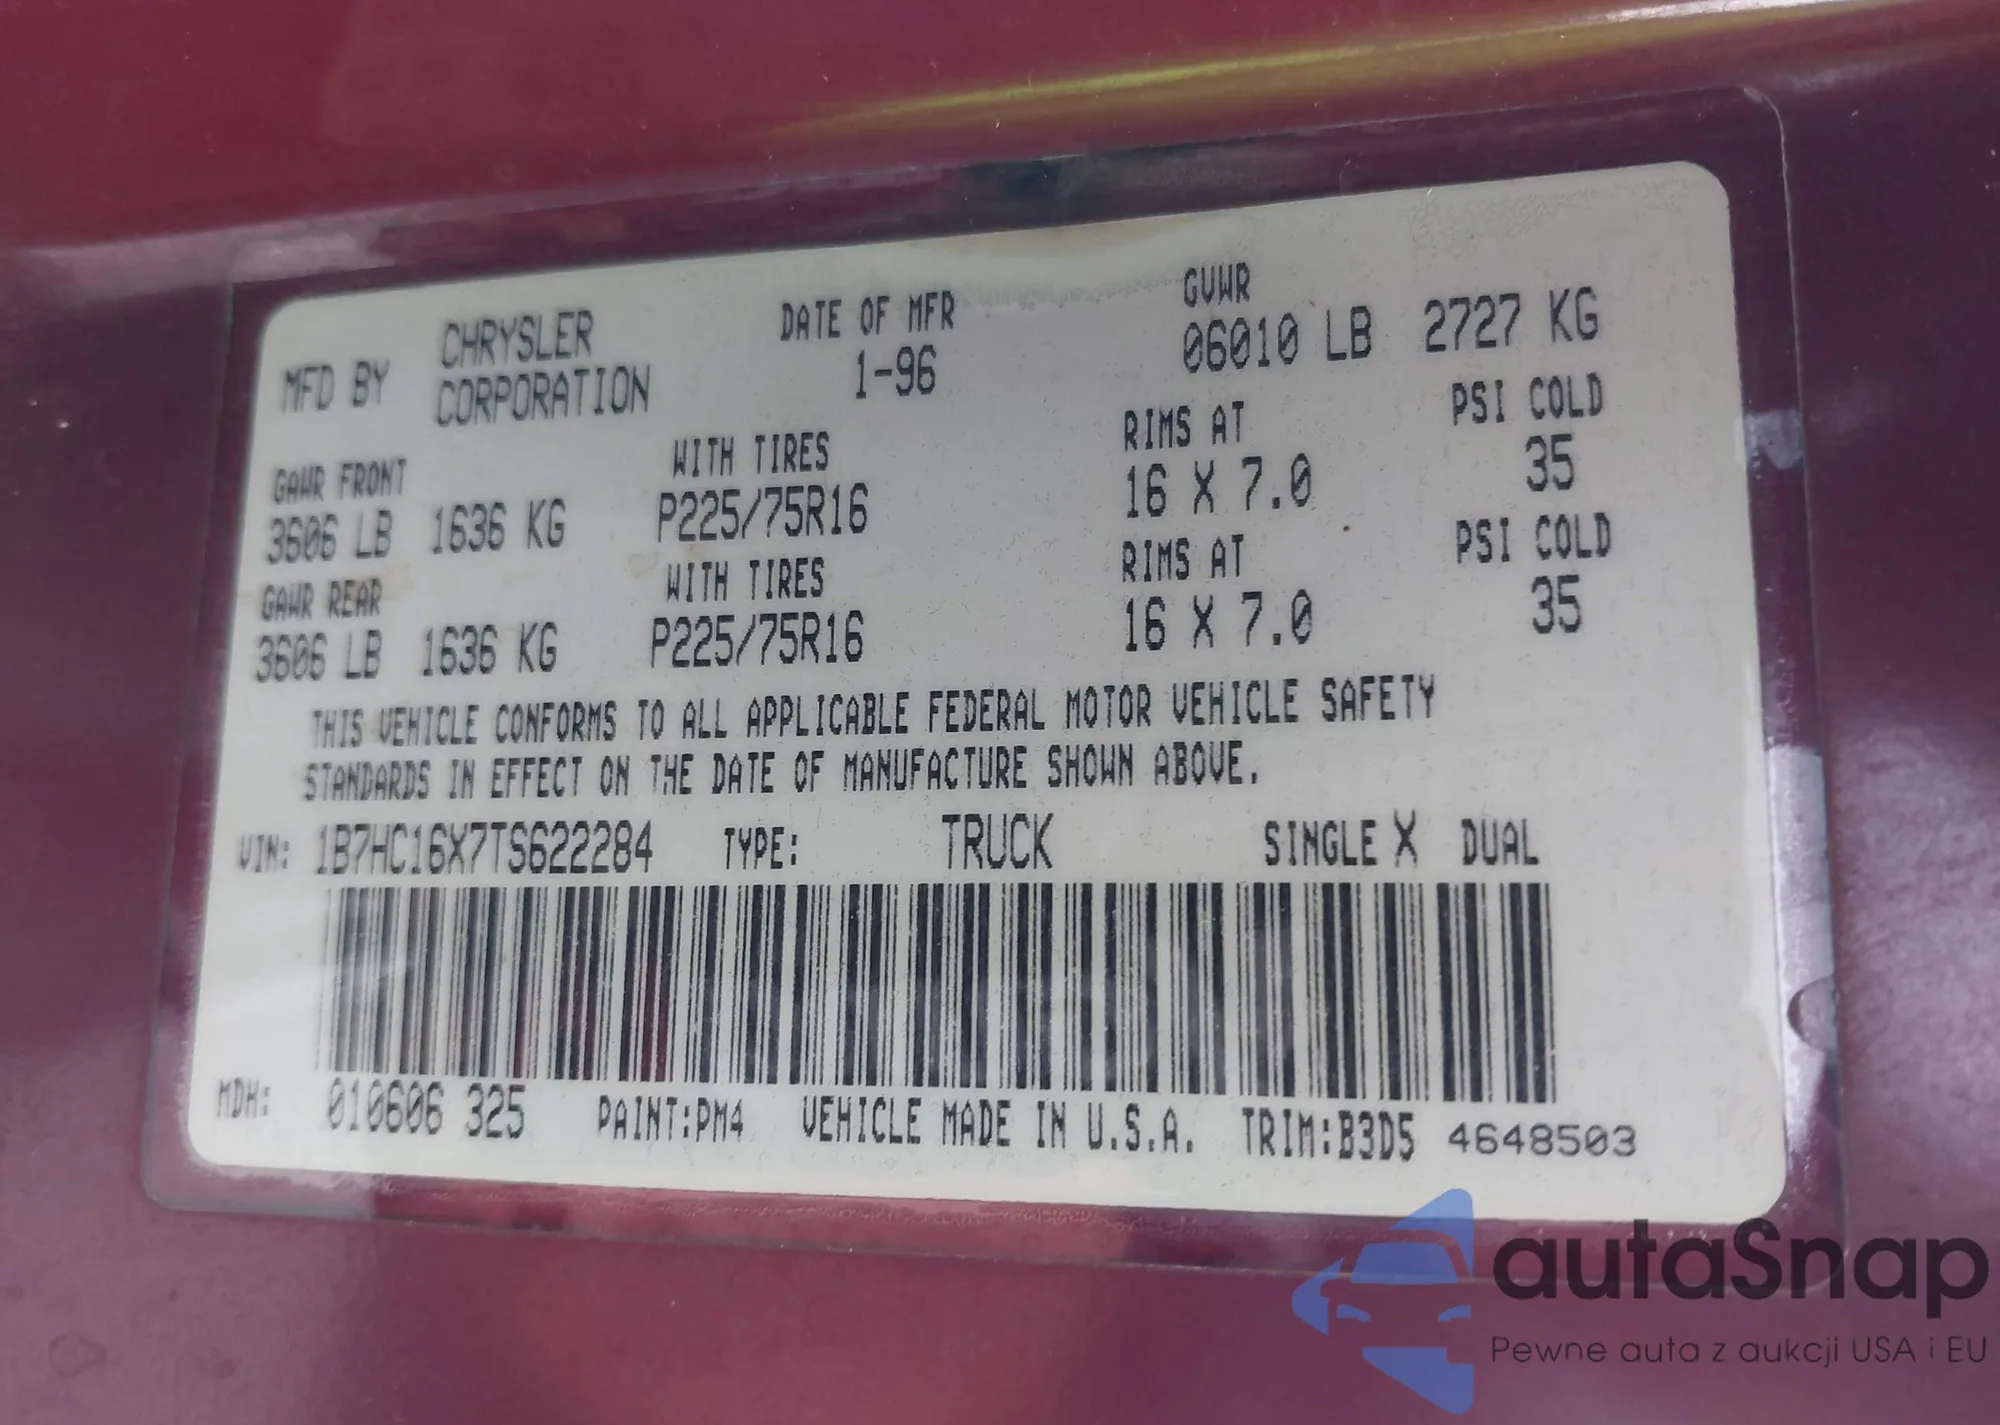 MFD BY CHRYSLER CORPORATION DATE OF MFR 1-96 GVWR 06010 LB 2727 KG
GAWR FRONT WITH TIRES RIMS AT PSI COLD
3606 LB 1636 KG P225/75R16 16 X 7.0 35
GAWR REAR WITH TIRES RIMS AT PSI COLD
3606 LB 1636 KG P225/75R16 16 X 7.0 35
THIS VEHICLE CONFORMS TO ALL APPLICABLE FEDERAL MOTOR VEHICLE SAFETY
STANDARDS IN EFFECT ON THE DATE OF MANUFACTURE SHOWN ABOVE.
VIN: 1B7HC16X7TS622284 TYPE: TRUCK SINGLE X DUAL
MDH: 010606 325 PAINT:PM4 VEHICLE MADE IN U.S.A. TRIM:B3D5 4648503
autaSnap
Pewne auta z aukcji USA i EU